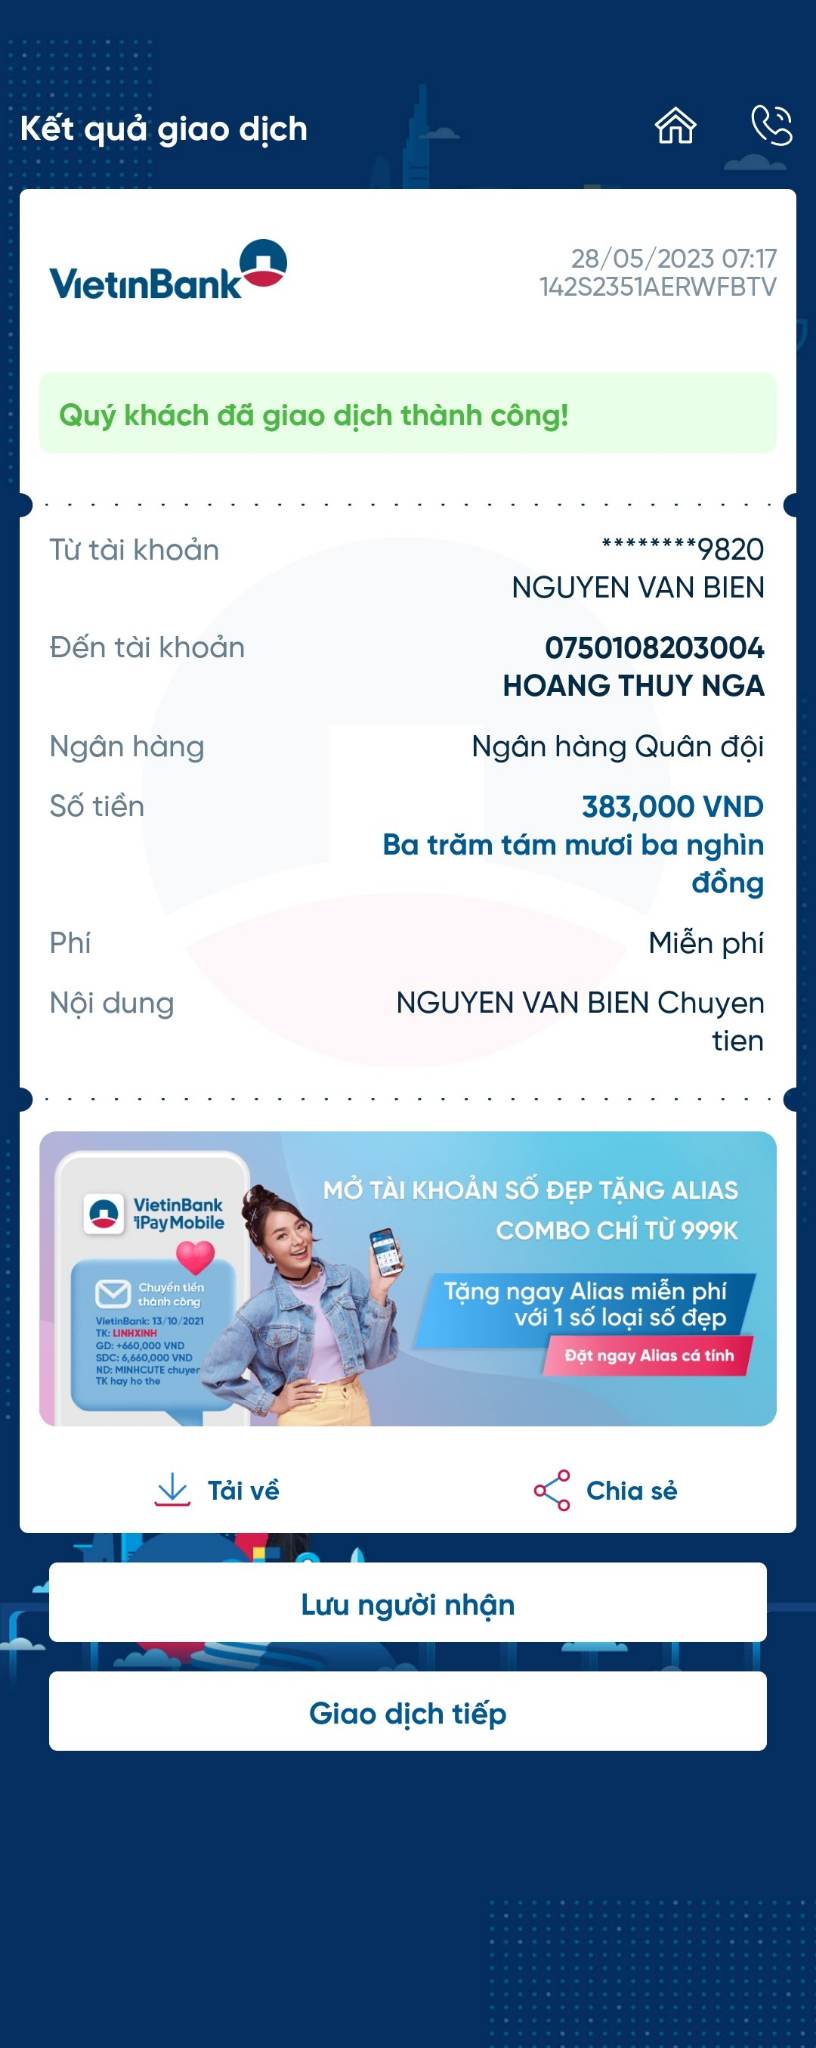 Kết quả giao dịch
VietinBank
28/05/2023 07:17
142S2351AERWFBTV
Quý khách đã giao dịch thành công!
Từ tài khoản
********9820
NGUYEN VAN BIEN
Đến tài khoản
0750108203004
HOANG THUY NGA
Ngân hàng
Ngân hàng Quân đội
Số tiền
383,000 VND
Ba trăm tám mươi ba nghìn
đồng
Phí
Miễn phí
Nội dung
NGUYEN VAN BIEN Chuyen
tien
VietinBank
iPay Mobile
Chuyển tiền
thành công
VietinBank: 13/10/2021
TK: LINHXINH
GD: +660,000 VND
SDC: 6,660,000 VND
ND: MINHCUTE chuyen
TK hay ho the
MỞ TÀI KHOẢN SỐ ĐẸP TẶNG ALIAS
COMBO CHỈ TỪ 999K
Tặng ngay Alias miễn phí
với 1 số loại số đẹp
Đặt ngay Alias cá tính
Tải về
Chia sẻ
Lưu người nhận
Giao dịch tiếp